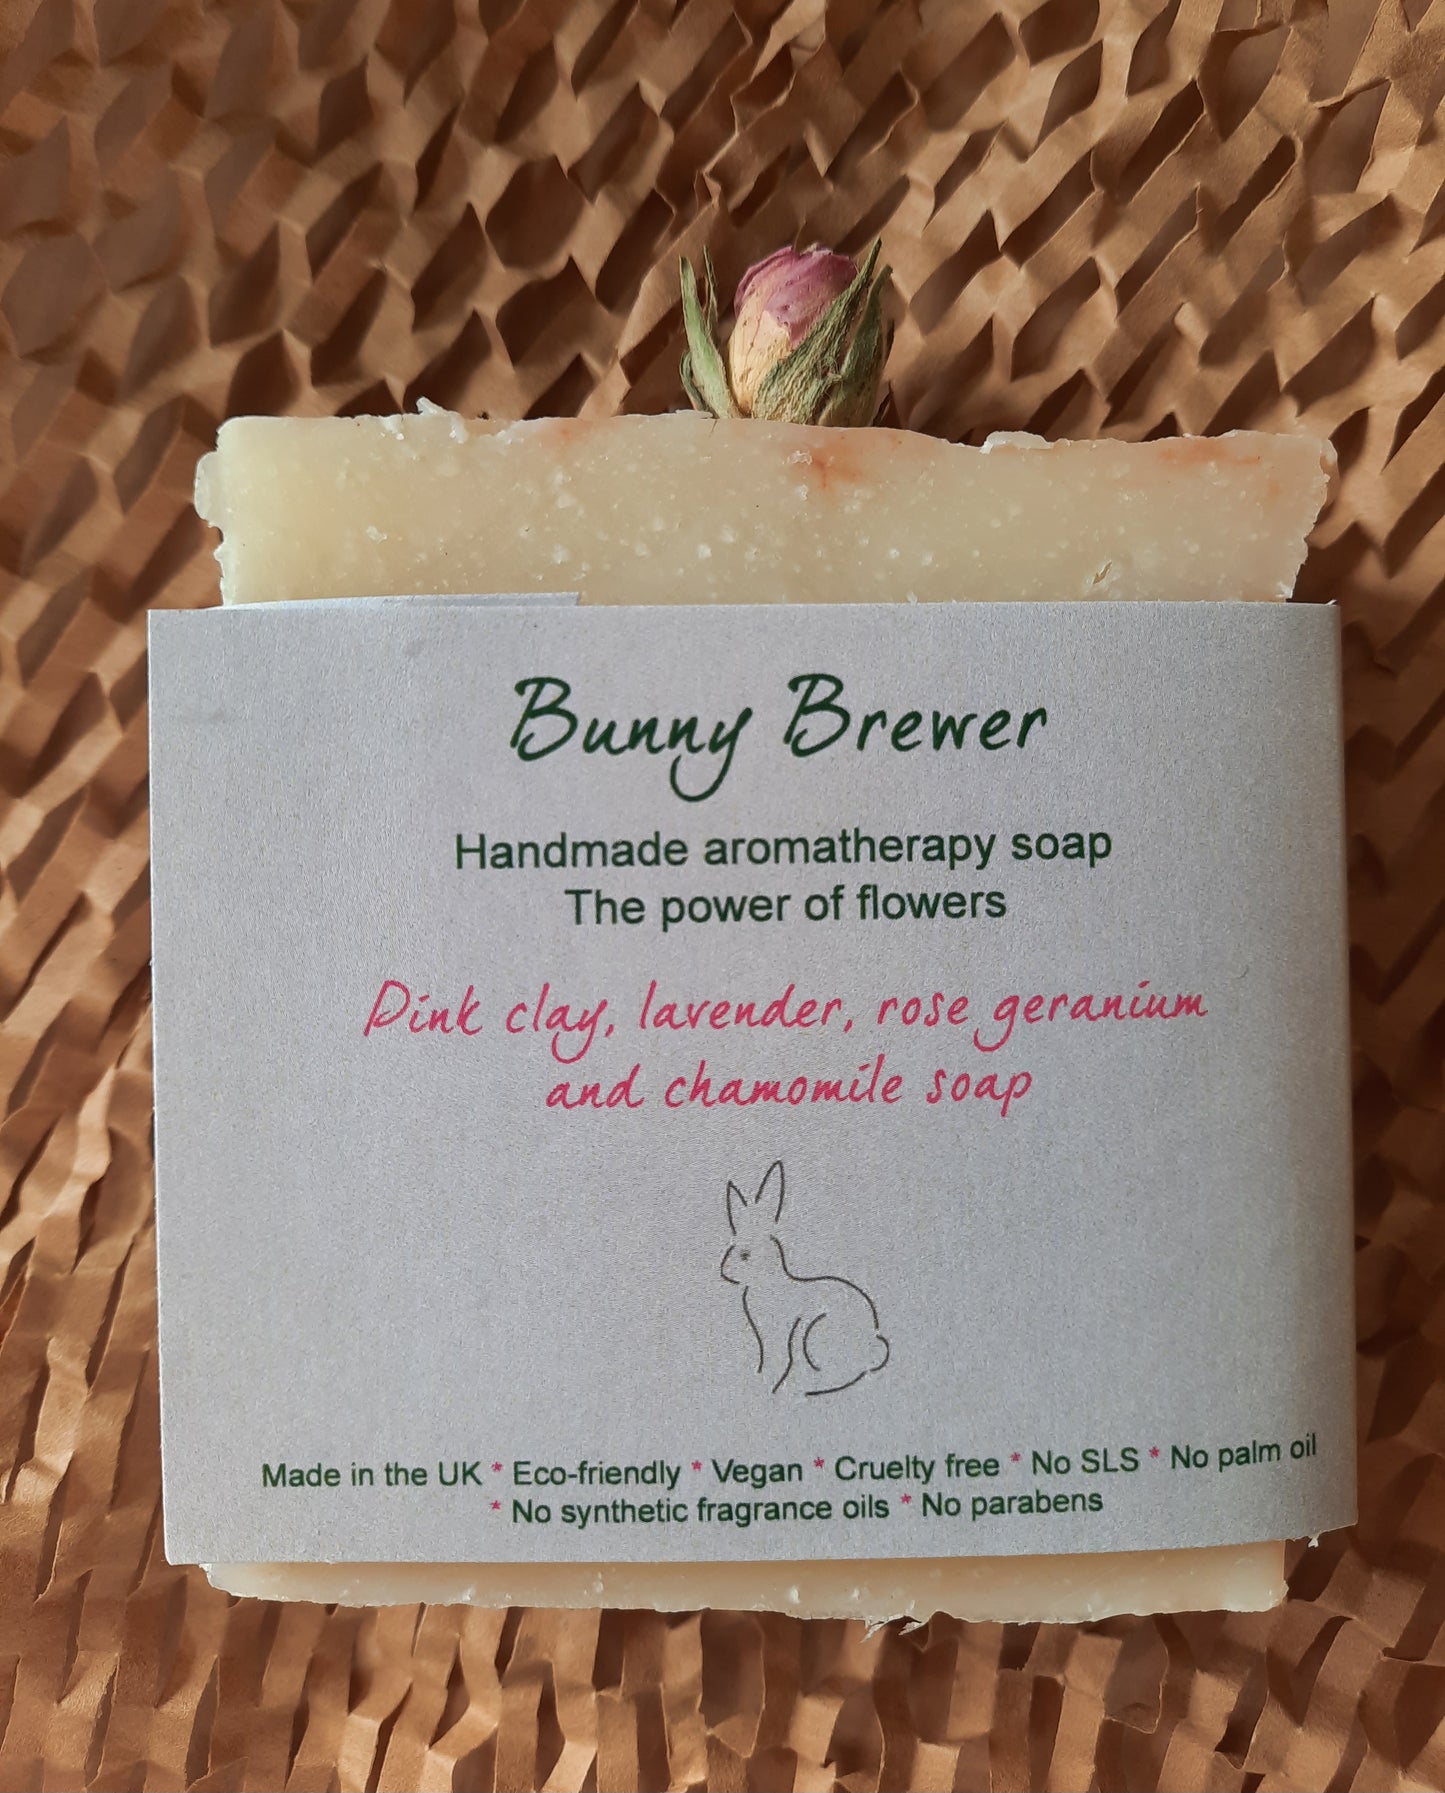 Bunny Brewer
Handmade aromatherapy soap
The power of flowers
Pink clay, lavender, rose geranium
and chamomile soap
Made in the UK * Eco-friendly * Vegan * Cruelty free * No SLS * No palm oil
* No synthetic fragrance oils * No parabens